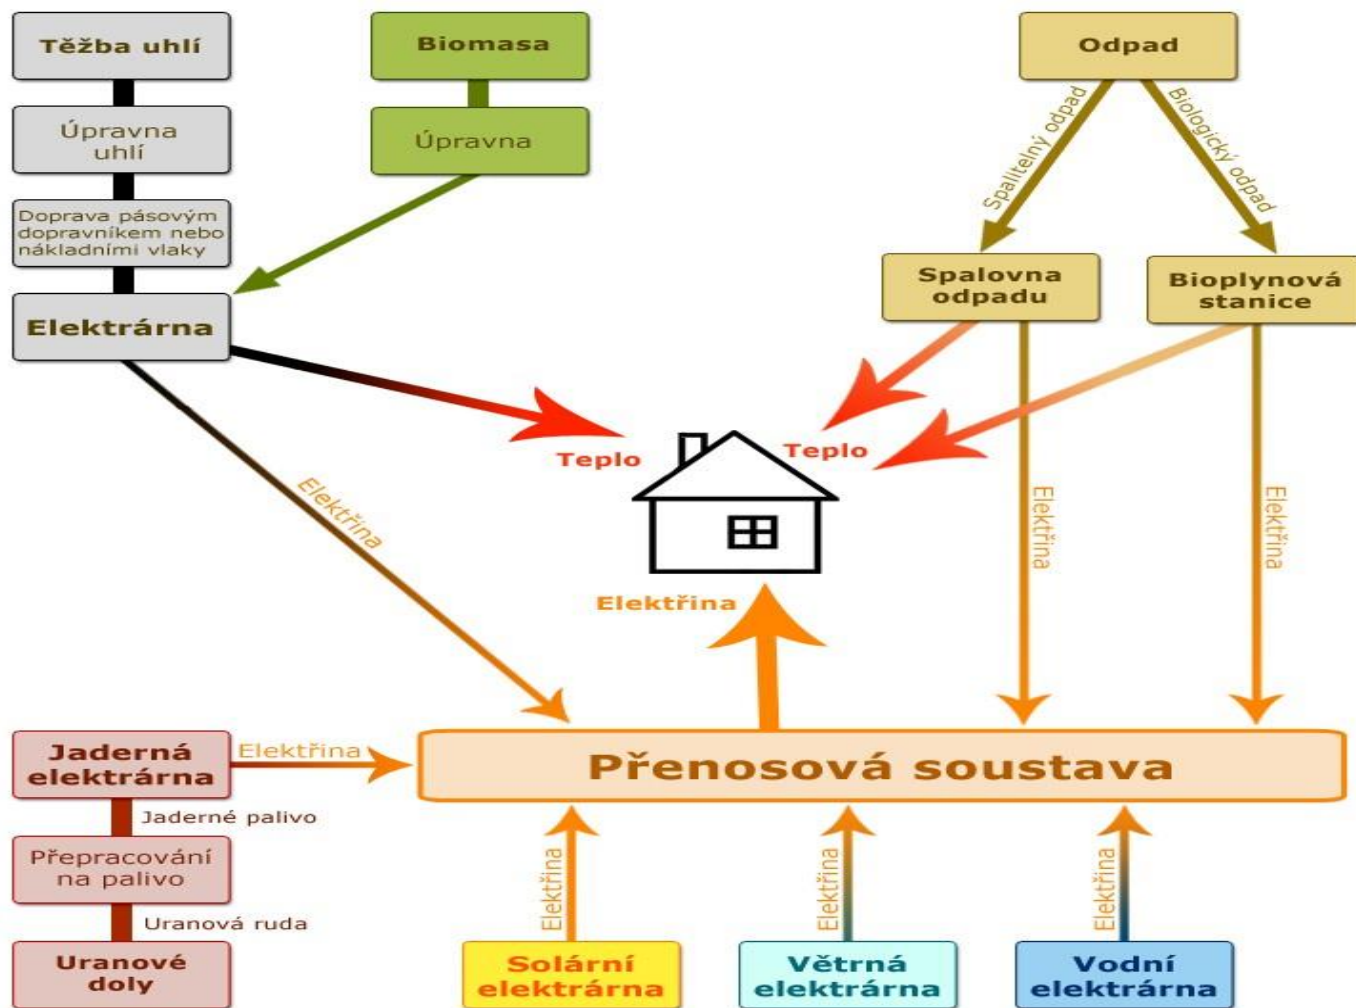 Těžba uhlí
Biomasa
Odpad
Úpravna
uhlí
Úpravna
Spalitelný odpad
Biologický odpad
Doprava pásovým
dopravníkem nebo
nákladními vlaky
Spalovna
odpadu
Bioplynová
stanice
Elektrárna
Teplo
Teplo
Elektřina
Elektřina
Elektřina
Elektřina
Jaderná
elektrárna
Elektřina
Přenosová soustava
Jaderné palivo
Přepracování
na palivo
Elektřina
Elektřina
Elektřina
Uranová ruda
Uranové
doly
Solární
elektrárna
Větrná
elektrárna
Vodní
elektrárna